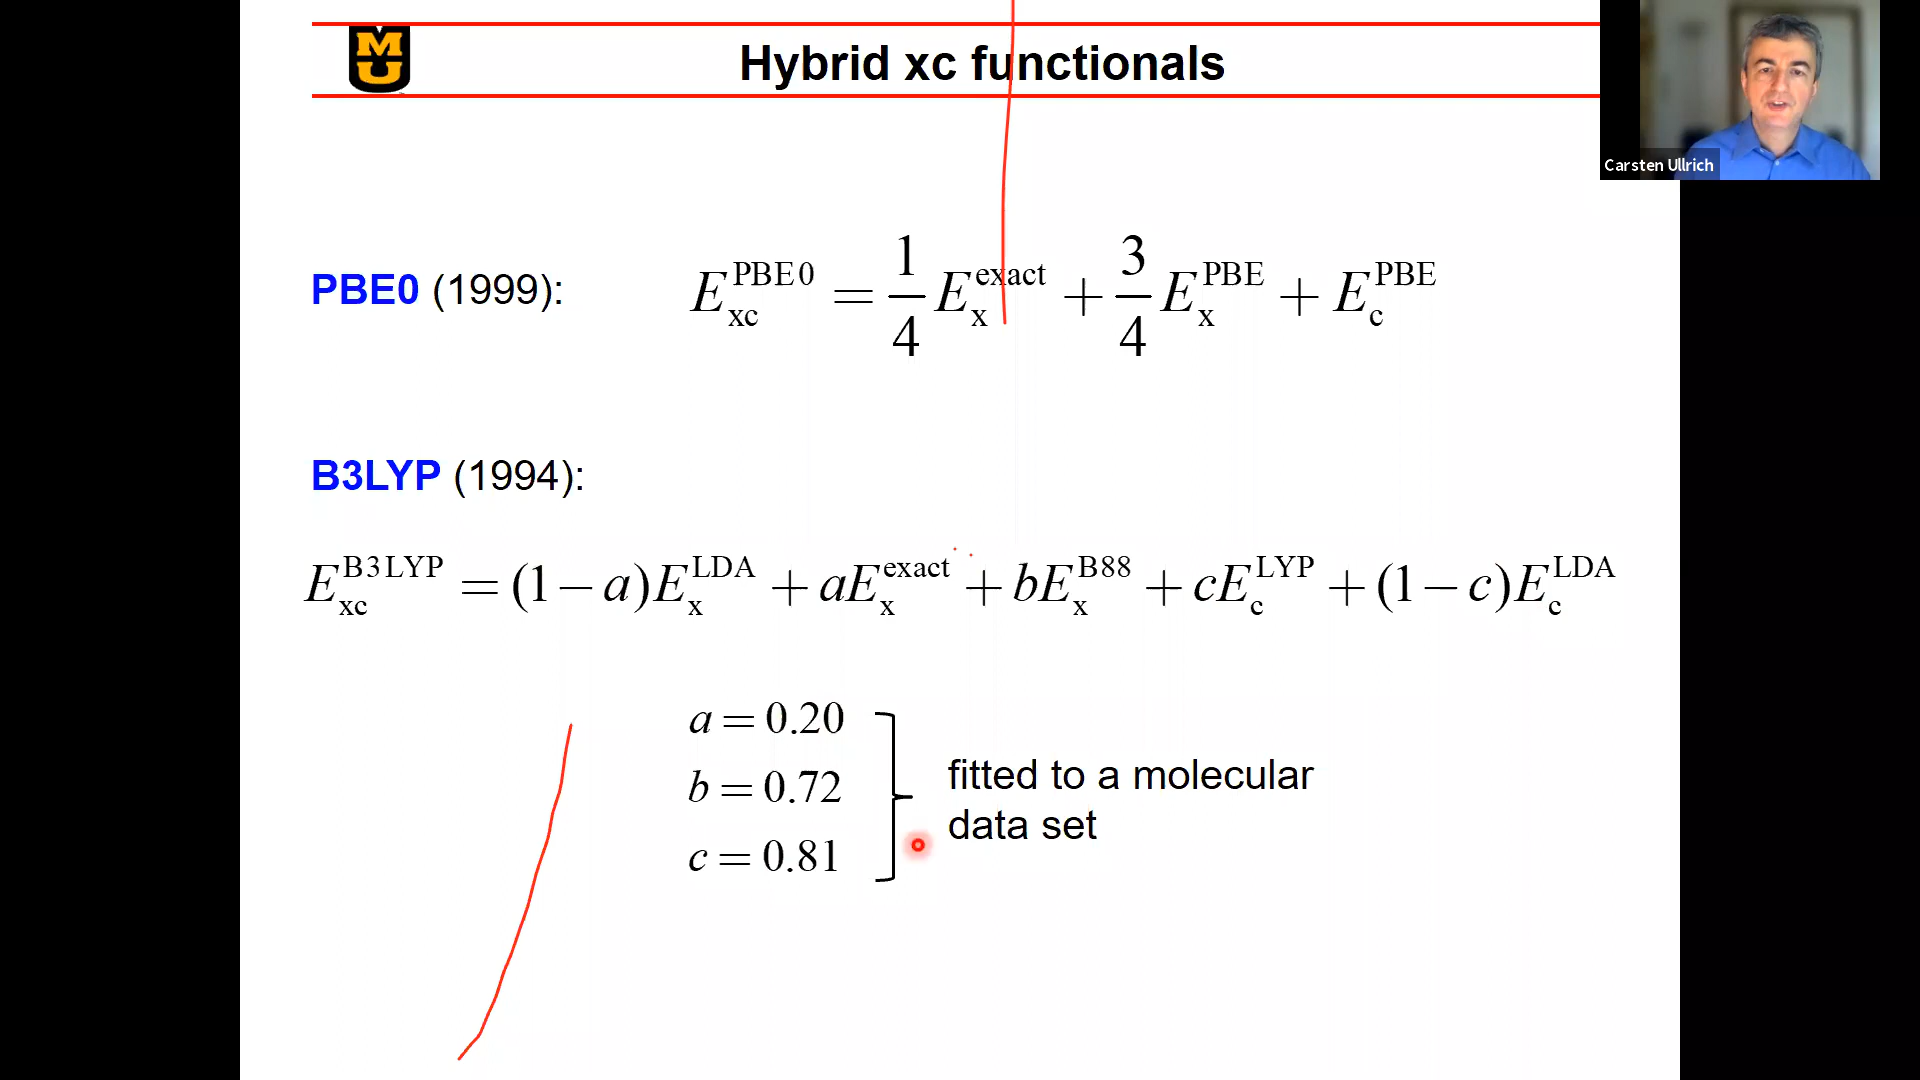 MU
Hybrid xc functionals
Carsten Ullrich
PBE0 (1999): E_xc^PBE0 = 1/4 E_x^exact + 3/4 E_x^PBE + E_c^PBE
B3LYP (1994):
E_xc^B3LYP = (1 − a)E_x^LDA + aE_x^exact + bE_x^B88 + cE_c^LYP + (1 − c)E_c^LDA
a = 0.20
b = 0.72
c = 0.81
fitted to a molecular
data set